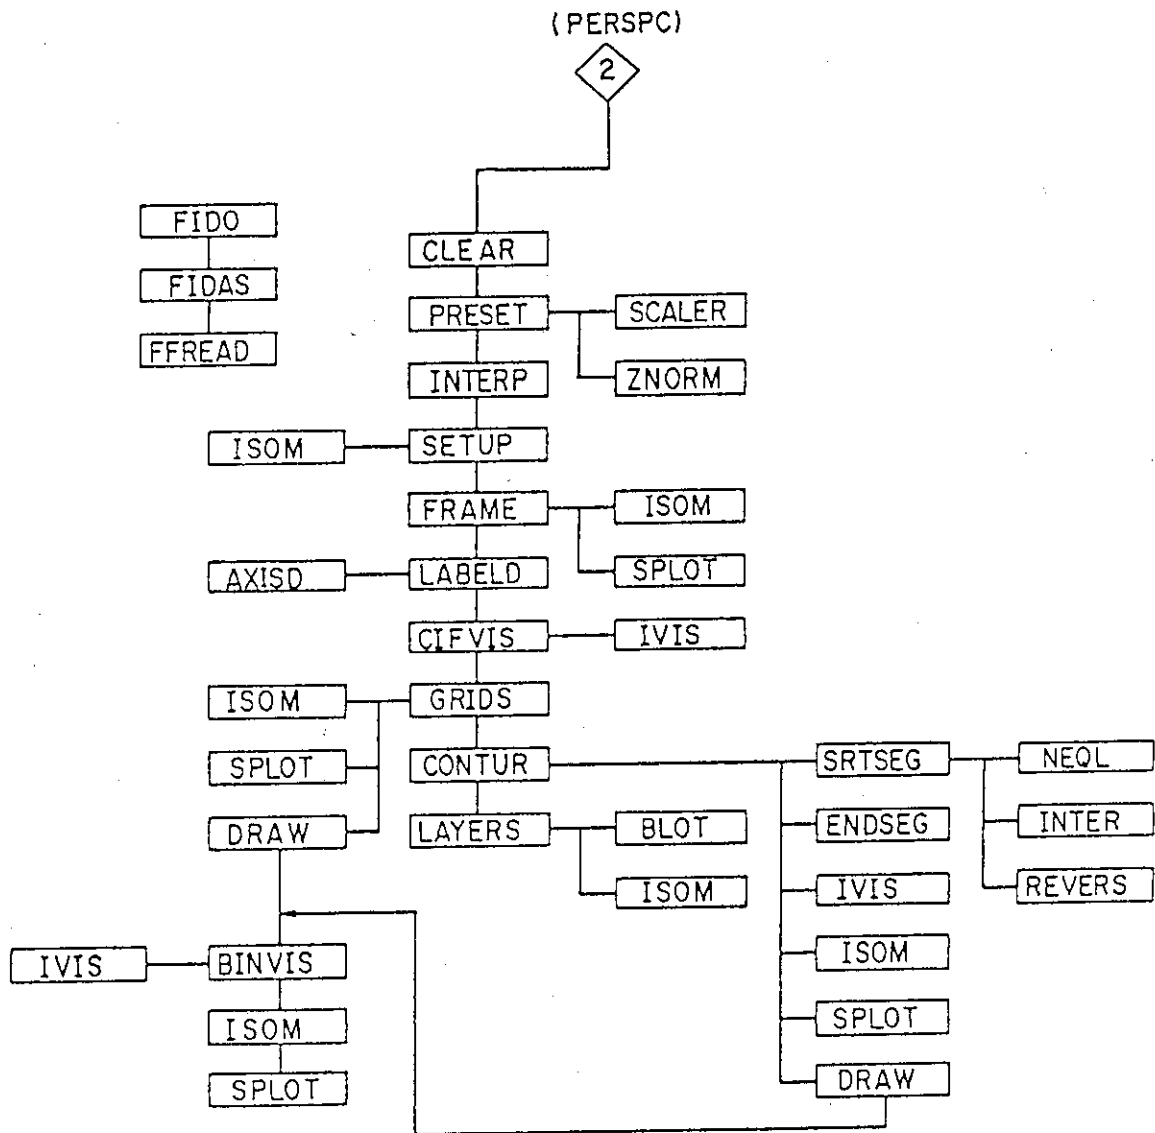 (PERSPC)
2
FIDO
CLEAR
FIDAS
PRESET
SCALER
FFREAD
INTERP
ZNORM
ISOM
SETUP
FRAME
ISOM
AXISD
LABELD
SPLOT
CIFVIS
IVIS
ISOM
GRIDS
SPLOT
CONTUR
SRTSEG
NEQL
DRAW
LAYERS
BLOT
ENDSEG
INTER
ISOM
IVIS
REVERS
IVIS
BINVIS
ISOM
ISOM
SPLOT
SPLOT
DRAW